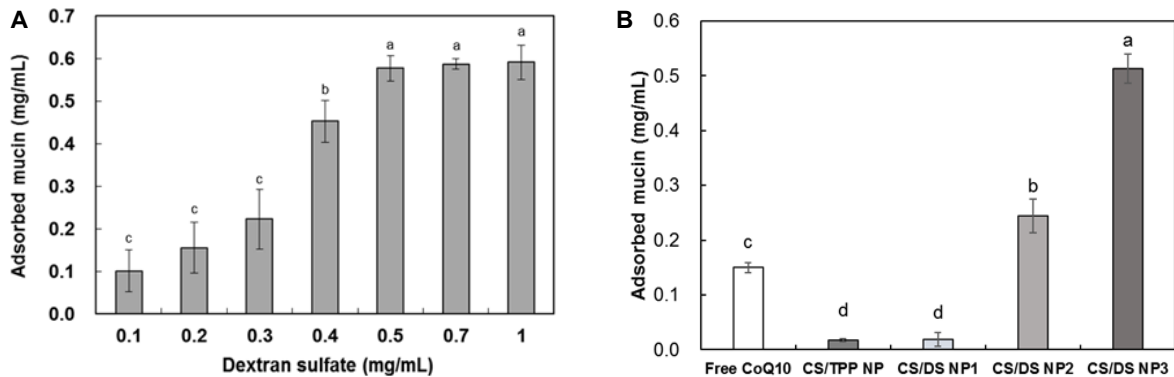 A
Adsorbed mucin (mg/mL)
0.7
0.6
0.5
0.4
0.3
0.2
0.1
0.0
c
c
c
b
a
a
a
0.1 0.2 0.3 0.4 0.5 0.7 1
Dextran sulfate (mg/mL)
B
Adsorbed mucin (mg/mL)
0.6
0.5
0.4
0.3
0.2
0.1
0.0
c
d
d
b
a
Free CoQ10 CS/TPP NP CS/DS NP1 CS/DS NP2 CS/DS NP3